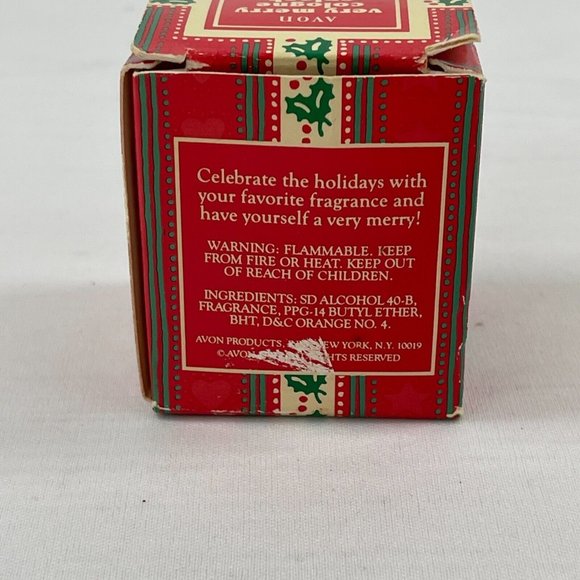 AVON
very merry
cologne
Celebrate the holidays with
your favorite fragrance and
have yourself a very merry!
WARNING: FLAMMABLE. KEEP
FROM FIRE OR HEAT. KEEP OUT
OF REACH OF CHILDREN.
INGREDIENTS: SD ALCOHOL 40-B,
FRAGRANCE, PPG-14 BUTYL ETHER,
BHT, D&C ORANGE NO. 4.
AVON PRODUCTS, NEW YORK, N.Y. 10019
©AVON RIGHTS RESERVED